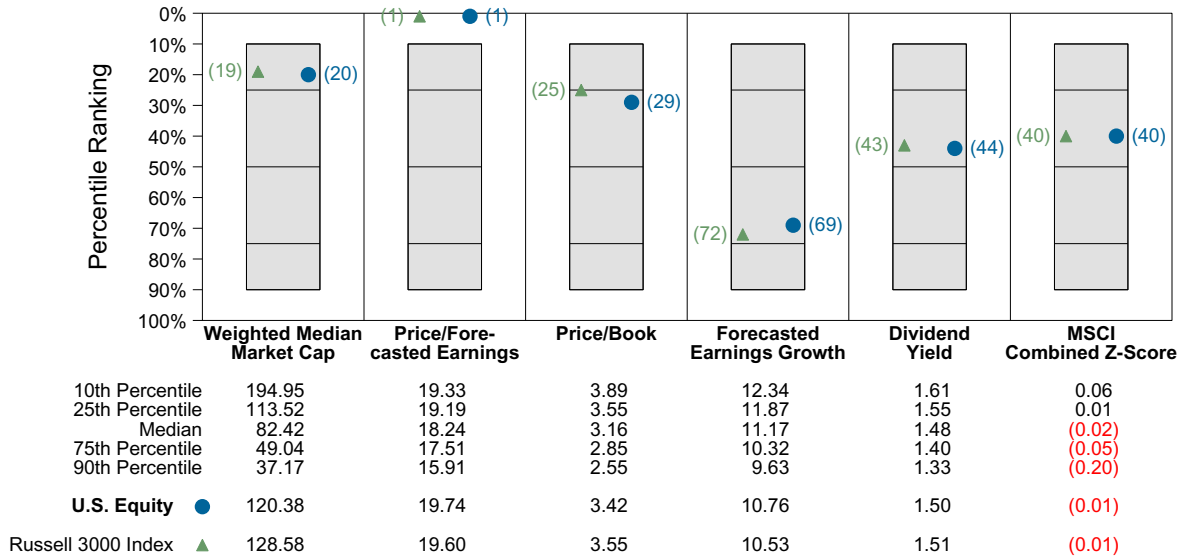 Percentile Ranking
0%
10%
20%
30%
40%
50%
60%
70%
80%
90%
100%
(19) (20)
(1) (1)
(25) (29)
(72) (69)
(43) (44)
(40) (40)
Weighted Median
Market Cap
Price/Fore-
casted Earnings
Price/Book
Forecasted
Earnings Growth
Dividend
Yield
MSCI
Combined Z-Score
10th Percentile 194.95 19.33 3.89 12.34 1.61 0.06
25th Percentile 113.52 19.19 3.55 11.87 1.55 0.01
Median 82.42 18.24 3.16 11.17 1.48 (0.02)
75th Percentile 49.04 17.51 2.85 10.32 1.40 (0.05)
90th Percentile 37.17 15.91 2.55 9.63 1.33 (0.20)
U.S. Equity 120.38 19.74 3.42 10.76 1.50 (0.01)
Russell 3000 Index 128.58 19.60 3.55 10.53 1.51 (0.01)